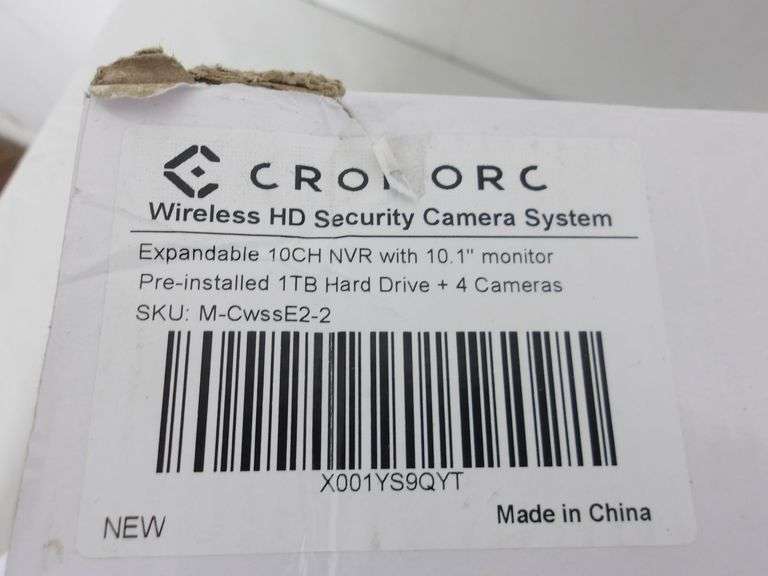 Wireless HD Security Camera System
Expandable 10CH NVR with 10.1" monitor
Pre-installed 1TB Hard Drive + 4 Cameras
SKU: M-CwssE2-2
X001YS9QYT
NEW
Made in China